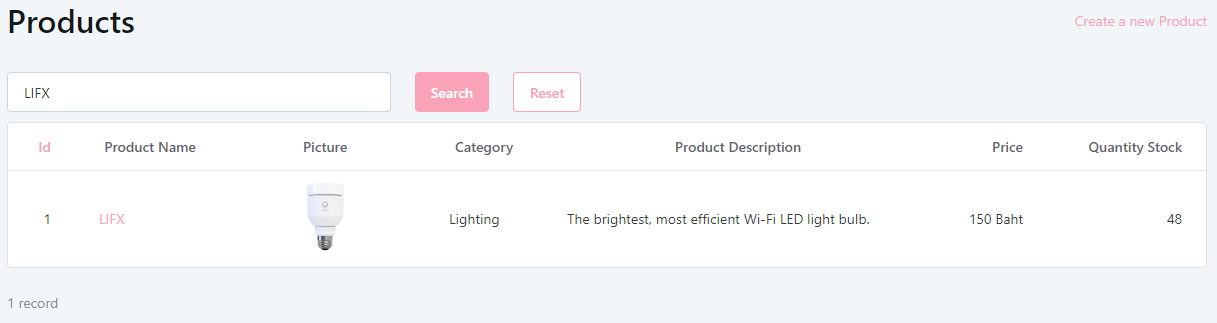 Products
Create a new Product
LIFX
Search
Reset
Id Product Name Picture Category Product Description Price Quantity Stock
1 LIFX Lighting The brightest, most efficient Wi-Fi LED light bulb. 150 Baht 48
1 record